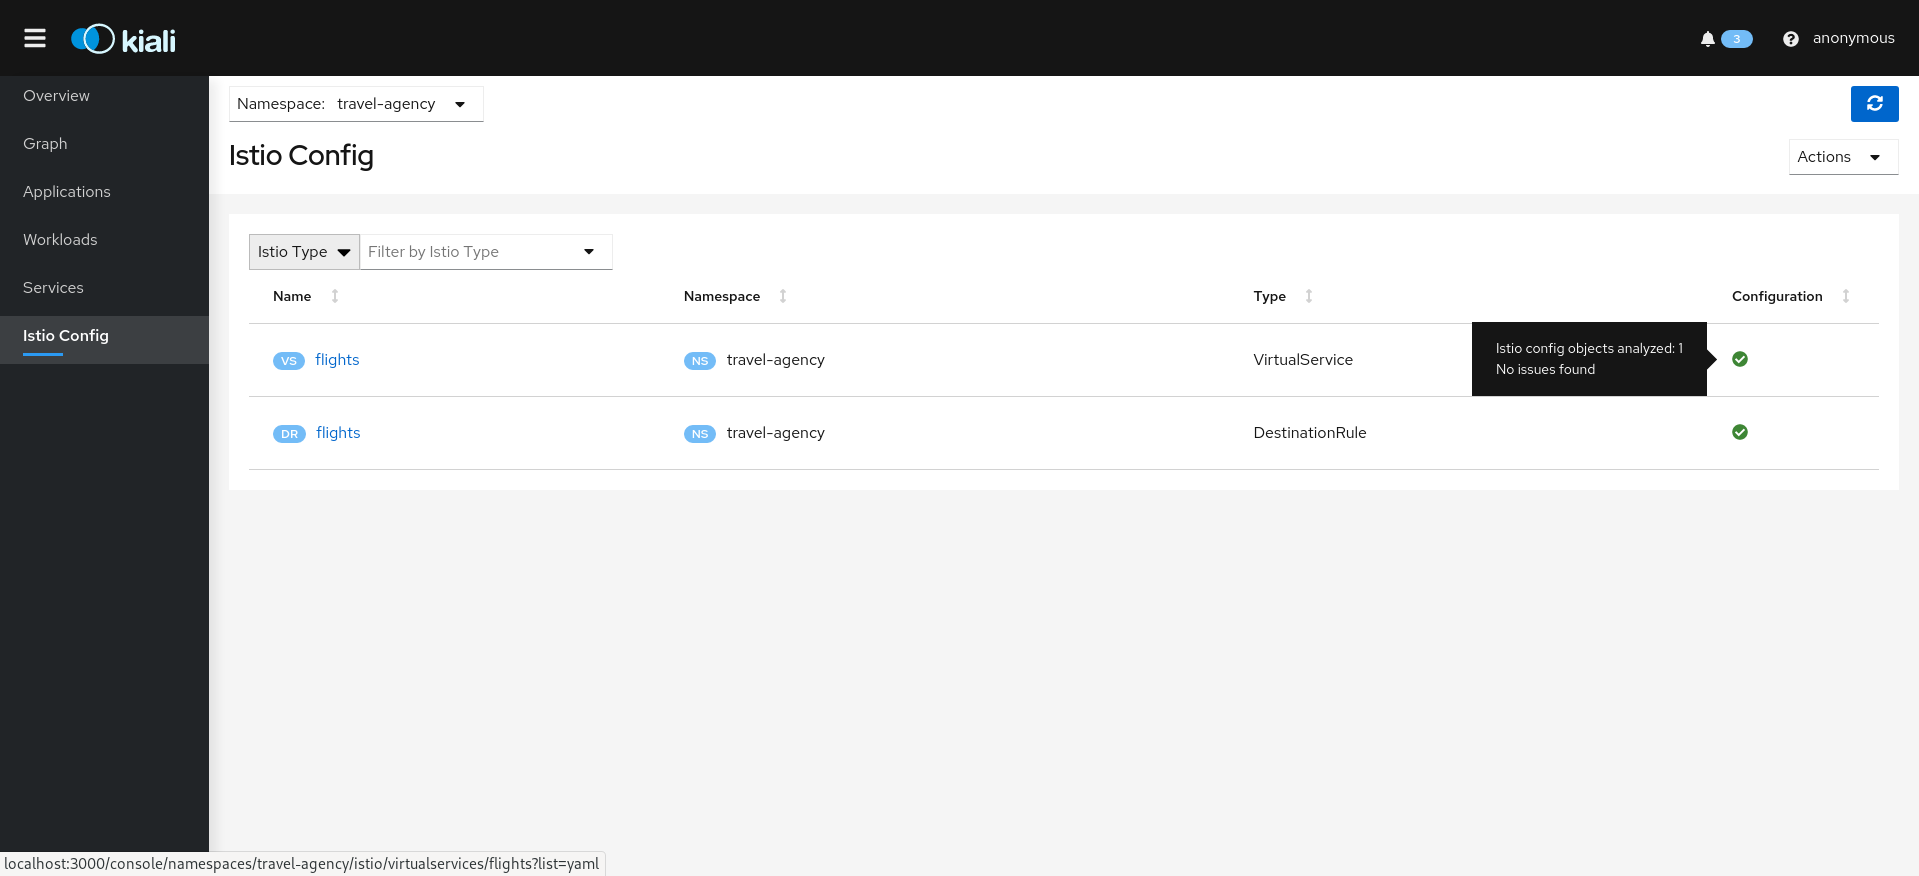 kiali
3
anonymous
Overview
Graph
Applications
Workloads
Services
Istio Config
Namespace: travel-agency
Istio Config
Actions
Istio Type Filter by Istio Type
Name Namespace Type Configuration
VS flights NS travel-agency VirtualService
Istio config objects analyzed: 1
No issues found
DR flights NS travel-agency DestinationRule
localhost:3000/console/namespaces/travel-agency/istio/virtualservices/flights?list=yaml